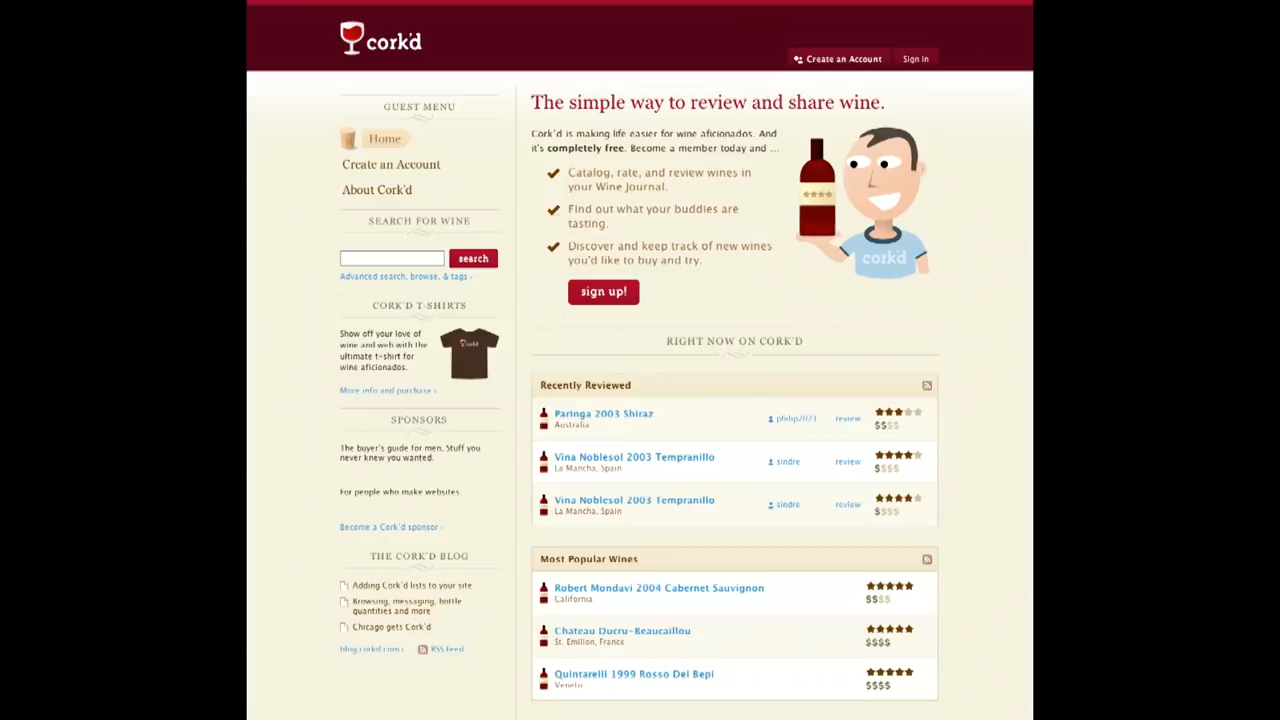 cork'd
Create an Account
Sign In
GUEST MENU
Home
Create an Account
About Cork'd
SEARCH FOR WINE
search
Advanced search, browse, & tags ›
CORK'D T-SHIRTS
Show off your love of
wine and web with the
ultimate t-shirt for
wine aficionados.
cork'd
More info and purchase ›
SPONSORS
The buyer's guide for men. Stuff you
never knew you wanted.
For people who make websites.
Become a Cork'd sponsor ›
THE CORK'D BLOG
Adding Cork'd lists to your site
Browsing, messaging, bottle
quantities and more
Chicago gets Cork'd
blog.corkd.com ›
RSS feed
The simple way to review and share wine.
Cork'd is making life easier for wine aficionados. And
it's completely free. Become a member today and ...
Catalog, rate, and review wines in
your Wine Journal.
Find out what your buddies are
tasting.
Discover and keep track of new wines
you'd like to buy and try.
sign up!
cork'd
RIGHT NOW ON CORK'D
Recently Reviewed
Paringa 2003 Shiraz
Australia
philip2021
review
$$$$
Vina Noblesol 2003 Tempranillo
La Mancha, Spain
sindre
review
$$$$
Vina Noblesol 2003 Tempranillo
La Mancha, Spain
sindre
review
$$$$
Most Popular Wines
Robert Mondavi 2004 Cabernet Sauvignon
California
$$$$
Chateau Ducru-Beaucaillou
St. Emilion, France
$$$$
Quintarelli 1999 Rosso Del Bepi
Veneto
$$$$